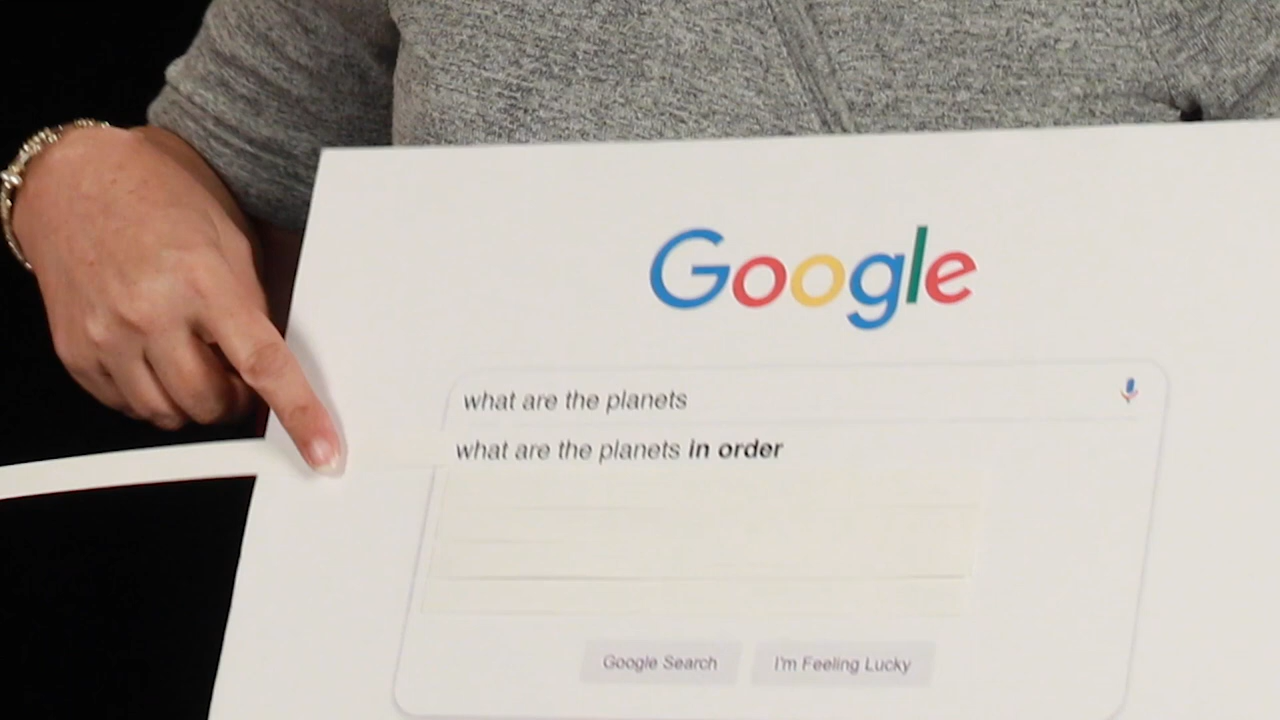 Google
what are the planets
what are the planets in order
Google Search
I'm Feeling Lucky